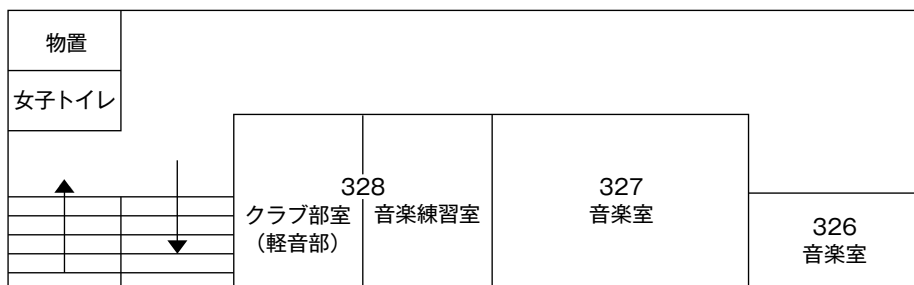 物置
女子トイレ
328
クラブ部室
（軽音部）
音楽練習室
327
音楽室
326
音楽室